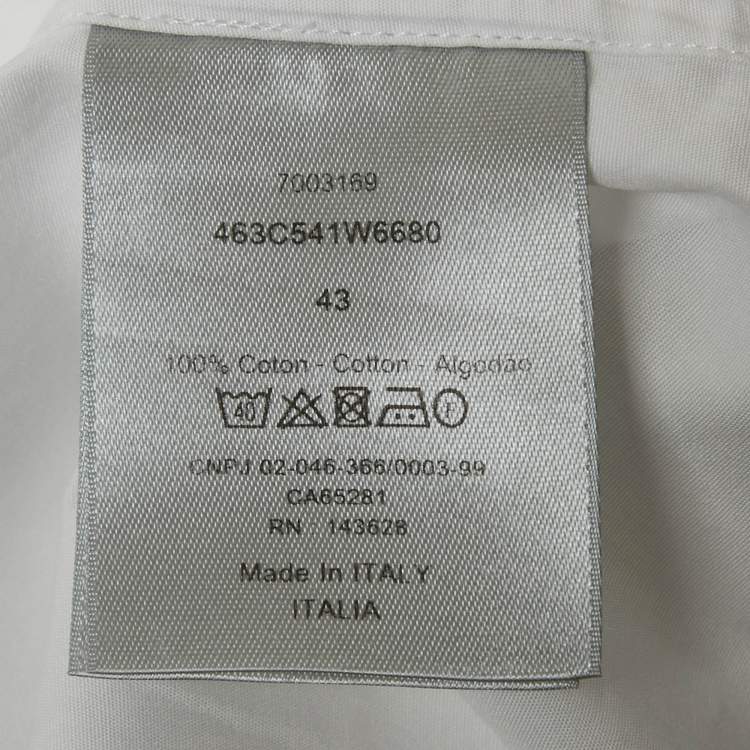 7003169
463C541W6680
43
100% Coton - Cotton - Algodão
40 F
CNPJ 02-046-366/0003-99
CA65281
RN : 143628
Made In ITALY
ITALIA